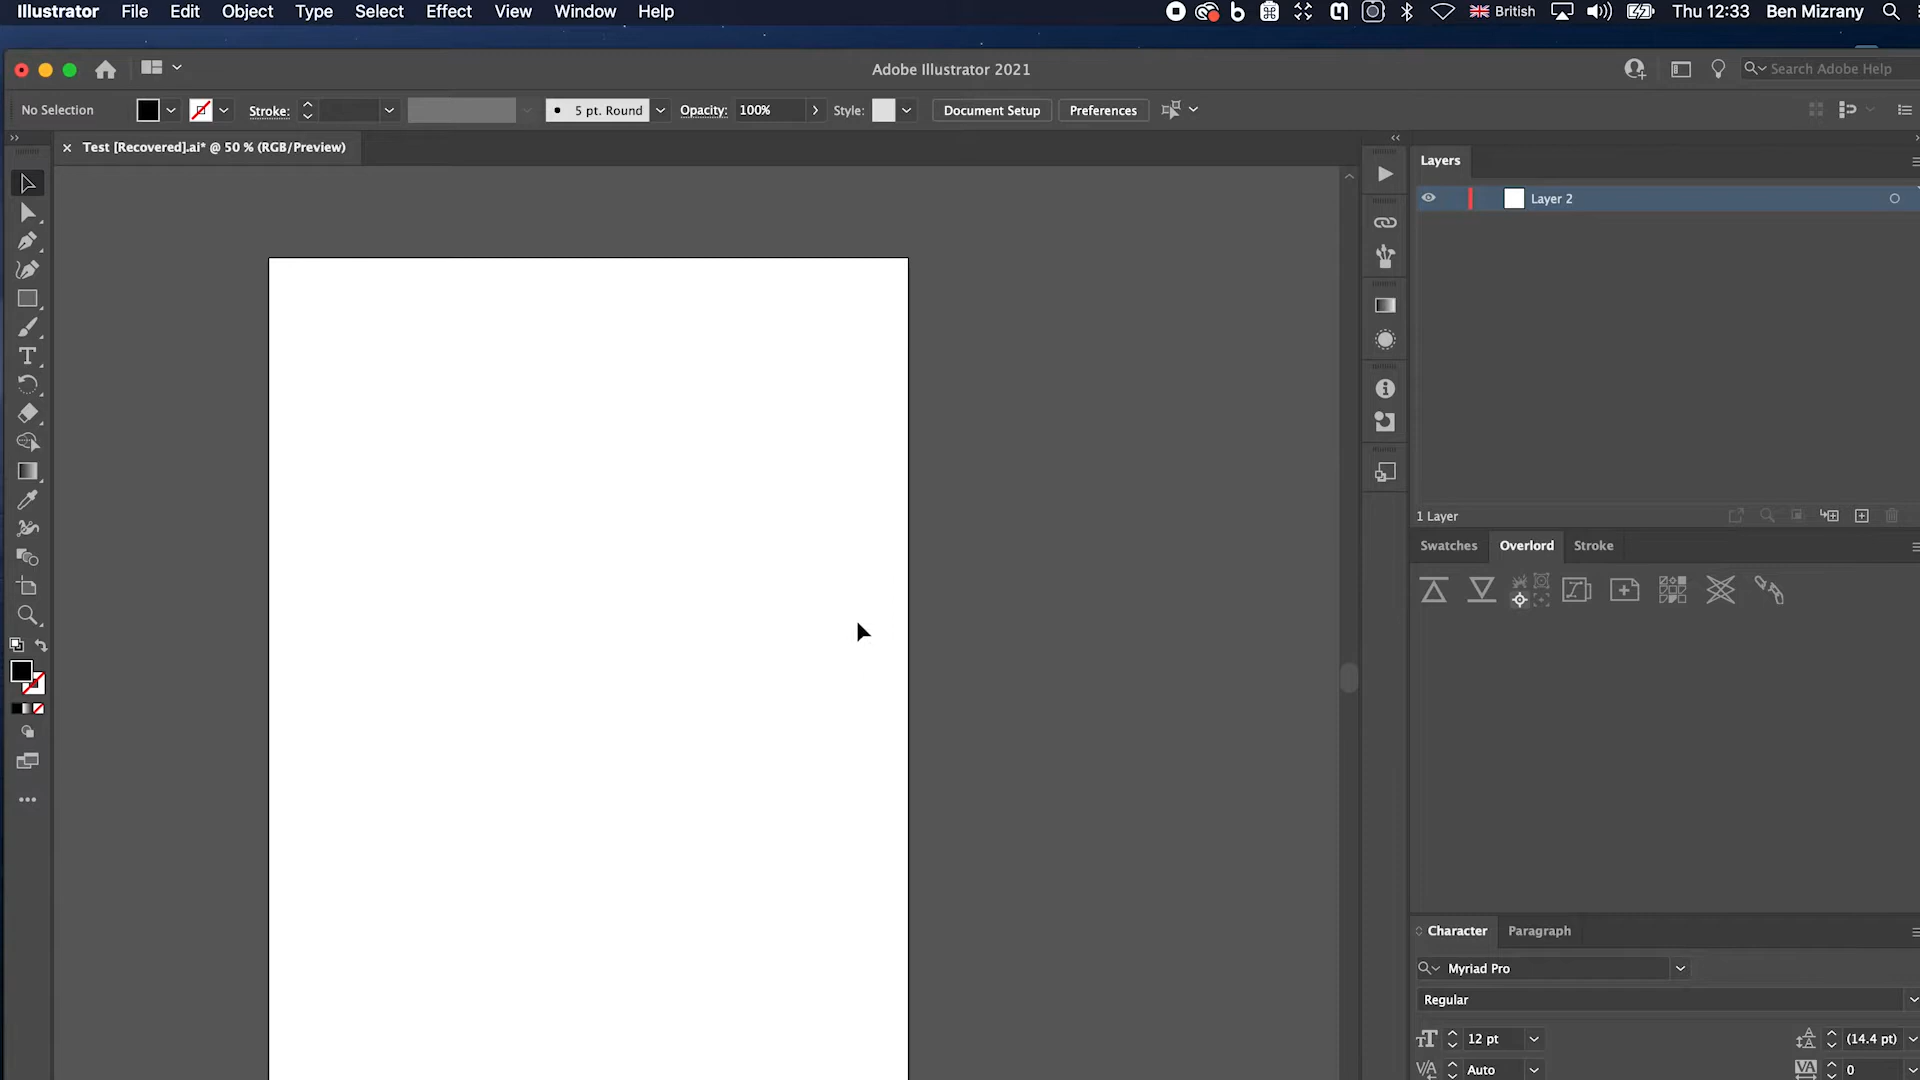 Illustrator File Edit Object Type Select Effect View Window Help British Thu 12:33 Ben Mizrany
Adobe Illustrator 2021 Search Adobe Help
No Selection Stroke: 5 pt. Round Opacity: 100% Style: Document Setup Preferences
Test [Recovered].ai* @ 50 % (RGB/Preview)
Layers
Layer 2
1 Layer
Swatches Overlord Stroke
Character Paragraph
Myriad Pro
Regular
12 pt (14.4 pt)
Auto 0